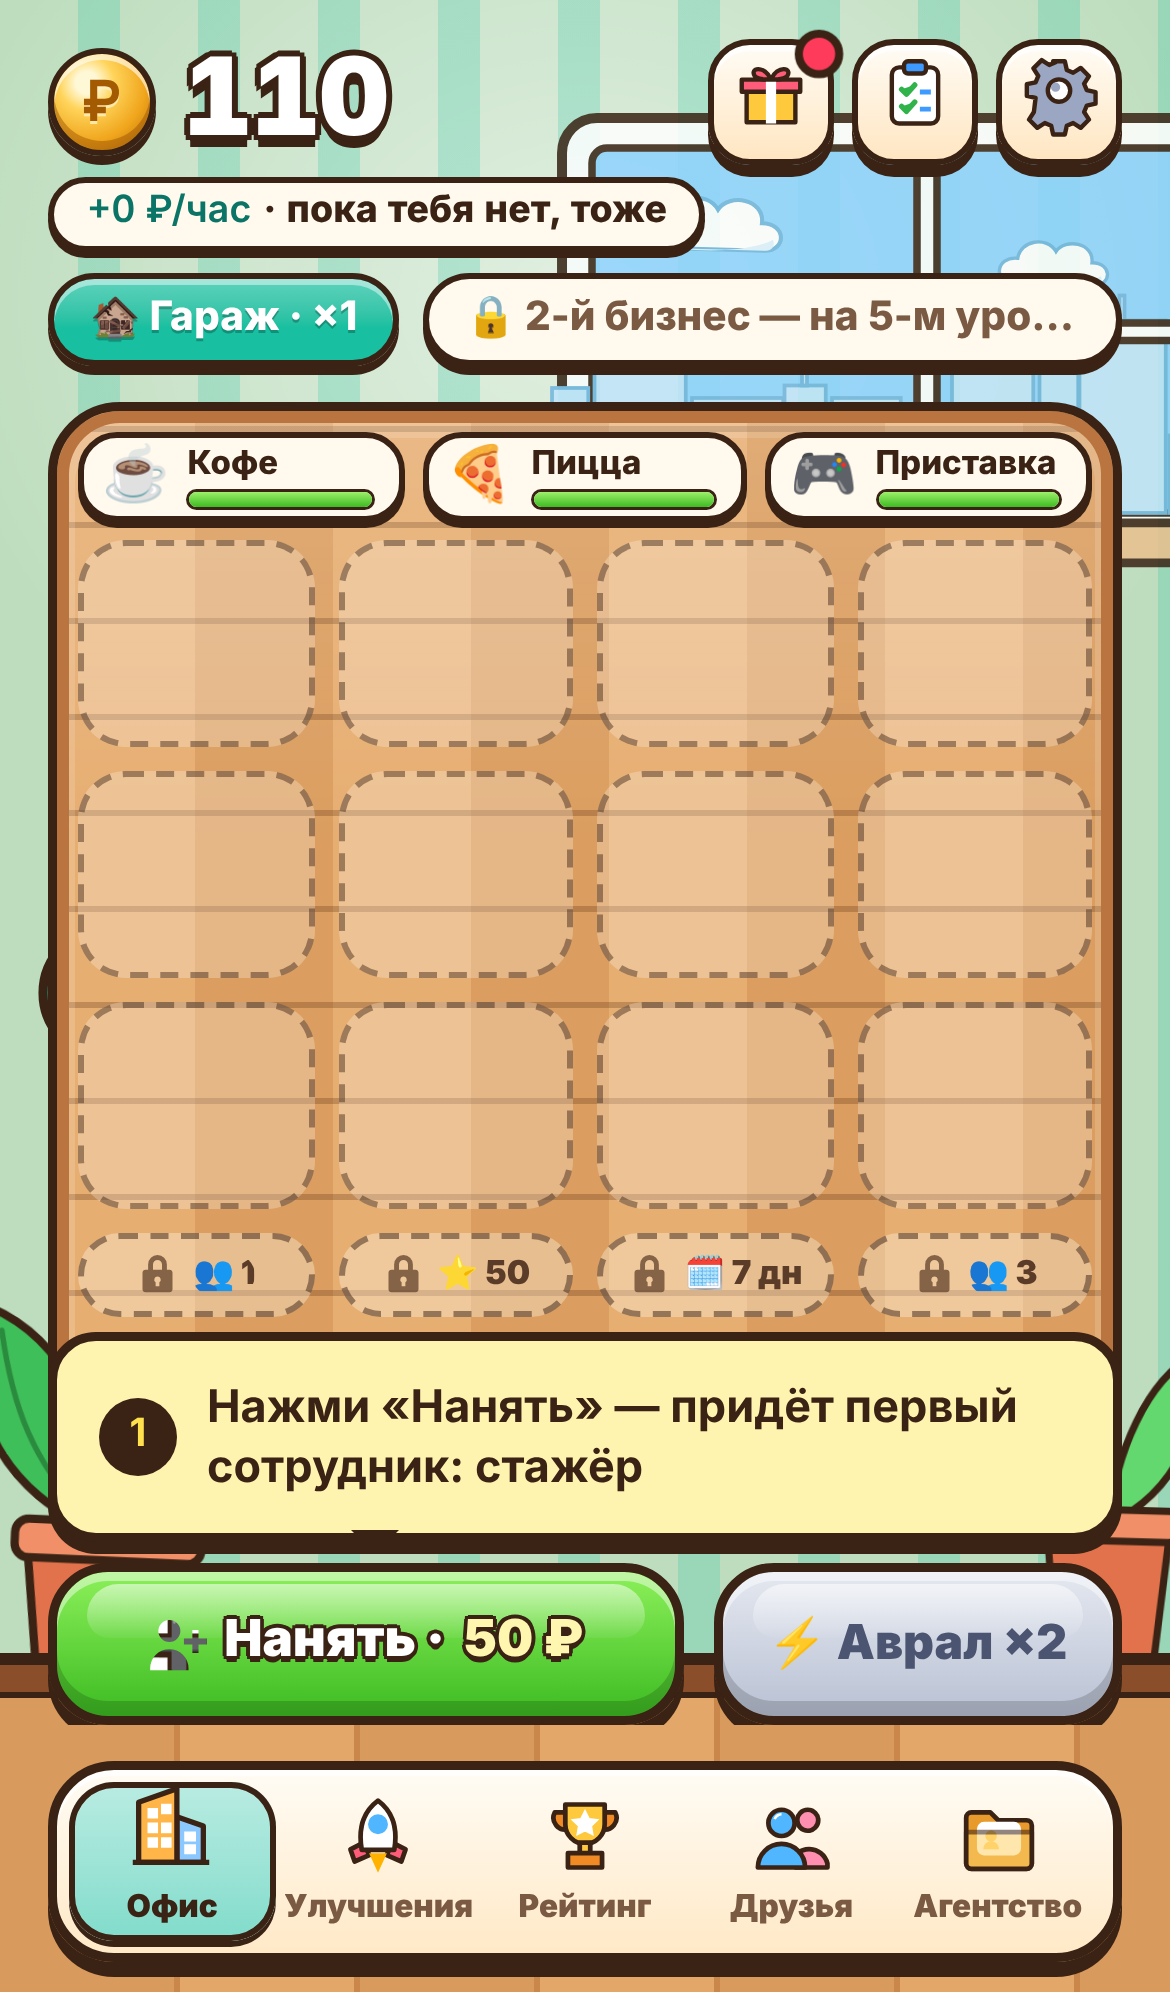 ₽ 110
+0 ₽/час · пока тебя нет, тоже
Гараж · ×1
2-й бизнес — на 5-м уро...
Кофе
Пицца
Приставка
1
50
7 дн
3
1
Нажми «Нанять» — придёт первый
сотрудник: стажёр
Нанять · 50 ₽
Аврал ×2
Офис
Улучшения
Рейтинг
Друзья
Агентство